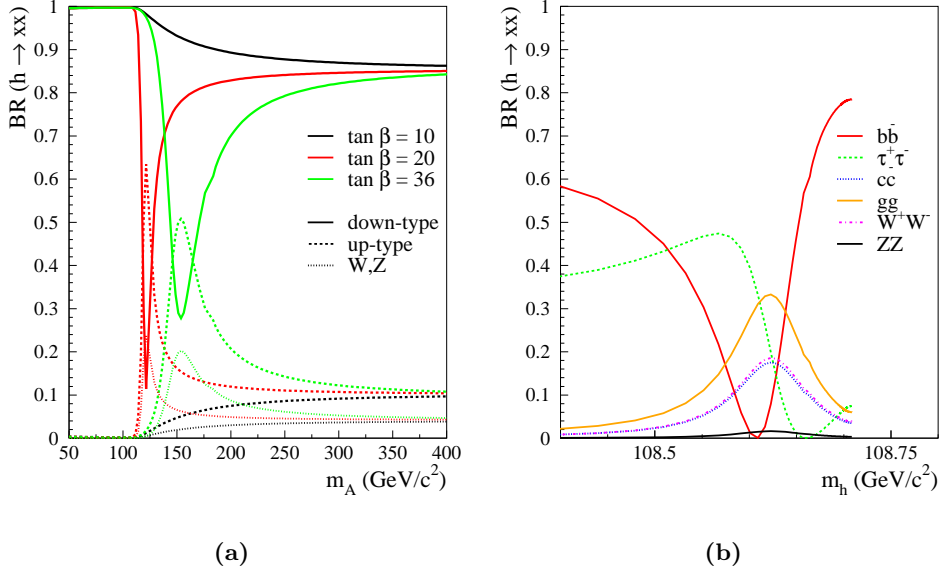 BR (h → xx)
1
0.9
0.8
0.7
0.6
0.5
0.4
0.3
0.2
0.1
0
50 100 150 200 250 300 350 400
m_A (GeV/c²)
tan β = 10
tan β = 20
tan β = 36
down-type
up-type
W,Z
(a)
BR (h → xx)
1
0.9
0.8
0.7
0.6
0.5
0.4
0.3
0.2
0.1
0
108.5 108.75
m_h (GeV/c²)
bb̄
τ⁺τ⁻
cc̄
gg
W⁺W⁻
ZZ
(b)